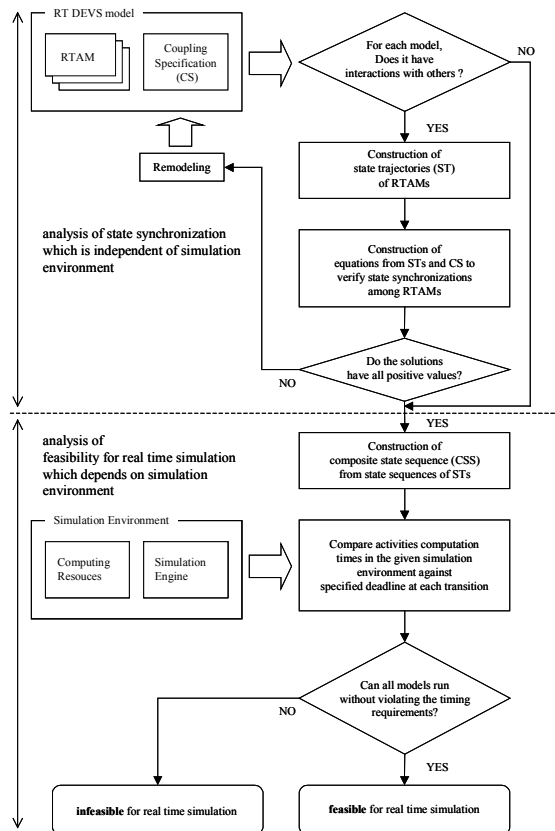 RT DEVS model
RTAM
Coupling
Specification
(CS)
For each model,
Does it have
interactions with others ?
NO
YES
Remodeling
Construction of
state trajectories (ST)
of RTAMs
analysis of state synchronization
which is independent of simulation
environment
Construction of
equations from STs and CS to
verify state synchronizations
among RTAMs
Do the solutions
have all positive values?
NO
YES
analysis of
feasibility for real time simulation
which depends on simulation
environment
Construction of
composite state sequence (CSS)
from state sequences of STs
Simulation Environment
Computing
Resouces
Simulation
Engine
Compare activities computation
times in the given simulation
environment against
specified deadline at each transition
Can all models run
without violating the timing
requirements?
NO
YES
infeasible for real time simulation
feasible for real time simulation